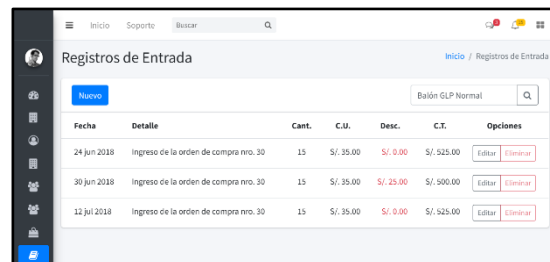 Inicio Soporte Buscar
Registros de Entrada
Inicio / Registros de Entrada
Nuevo
Balón GLP Normal
Fecha Detalle Cant. C.U. Desc. C.T. Opciones
24 jun 2018 Ingreso de la orden de compra nro. 30 15 S/. 35.00 S/. 0.00 S/. 525.00 Editar Eliminar
30 jun 2018 Ingreso de la orden de compra nro. 30 15 S/. 35.00 S/. 25.00 S/. 500.00 Editar Eliminar
12 jul 2018 Ingreso de la orden de compra nro. 30 15 S/. 35.00 S/. 0.00 S/. 525.00 Editar Eliminar